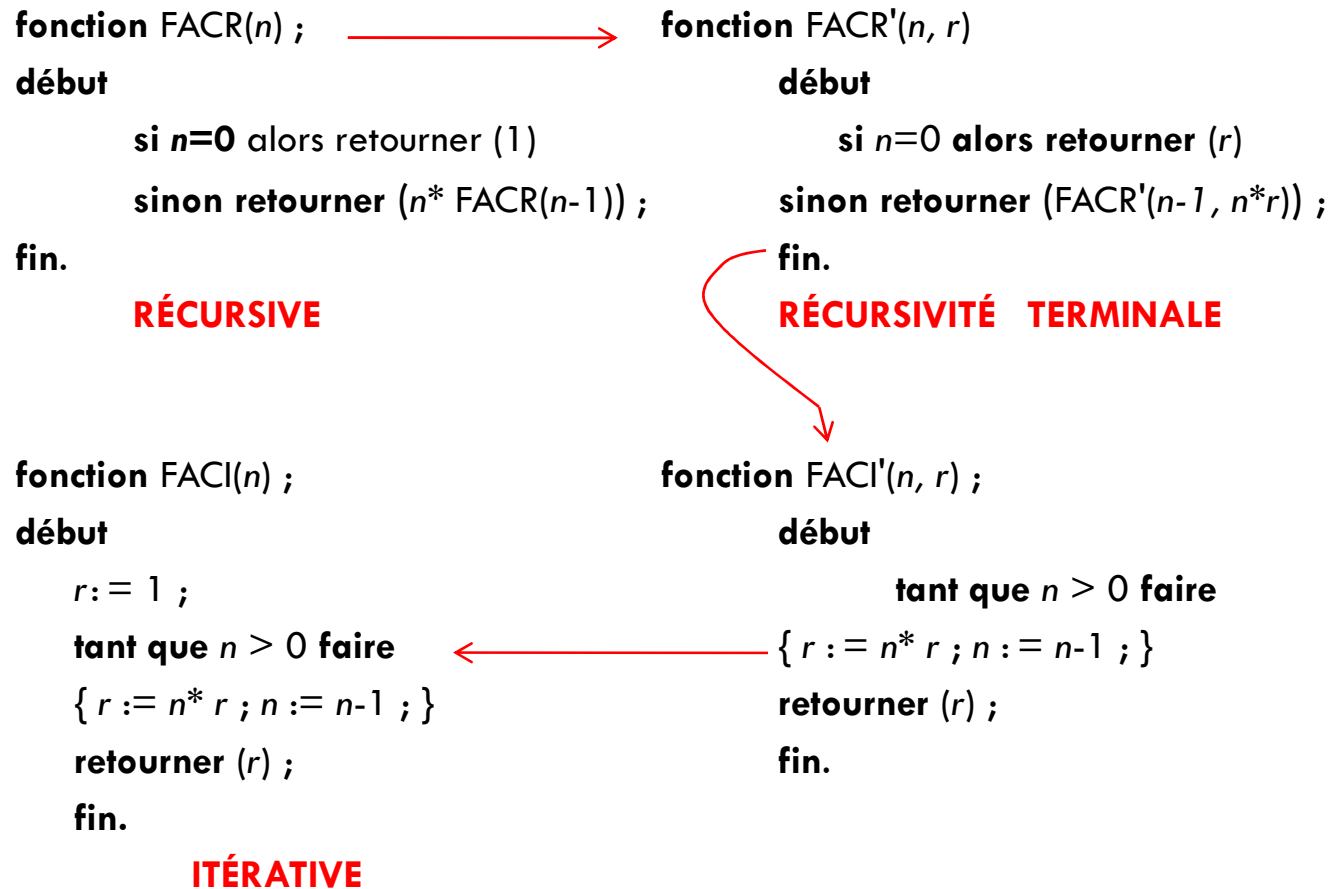 fonction FACR(n) ;
début
si n=0 alors retourner (1)
sinon retourner (n* FACR(n-1)) ;
fin.
RÉCURSIVE
fonction FACR'(n, r)
début
si n=0 alors retourner (r)
sinon retourner (FACR'(n-1, n*r)) ;
fin.
RÉCURSIVITÉ TERMINALE
fonction FACI'(n, r) ;
début
tant que n > 0 faire
{ r := n* r ; n := n-1 ; }
retourner (r) ;
fin.
fonction FACI(n) ;
début
r:= 1 ;
tant que n > 0 faire
{ r := n* r ; n := n-1 ; }
retourner (r) ;
fin.
ITÉRATIVE